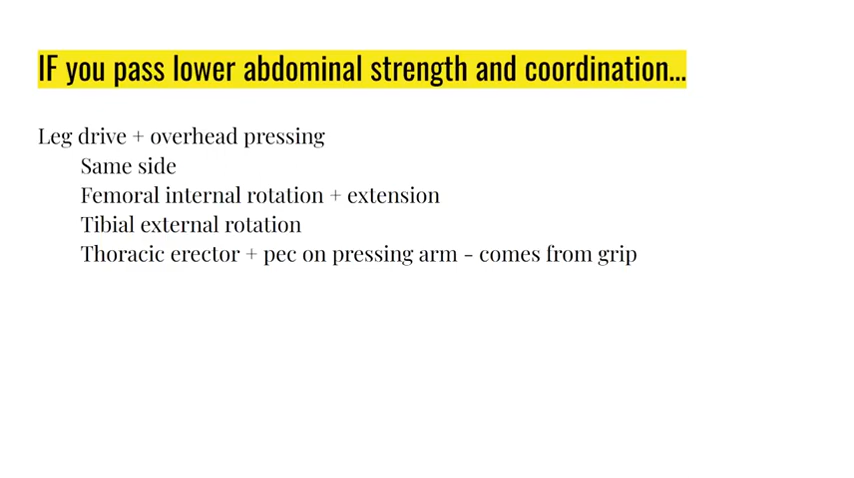 IF you pass lower abdominal strength and coordination...
Leg drive + overhead pressing
Same side
Femoral internal rotation + extension
Tibial external rotation
Thoracic erector + pec on pressing arm - comes from grip